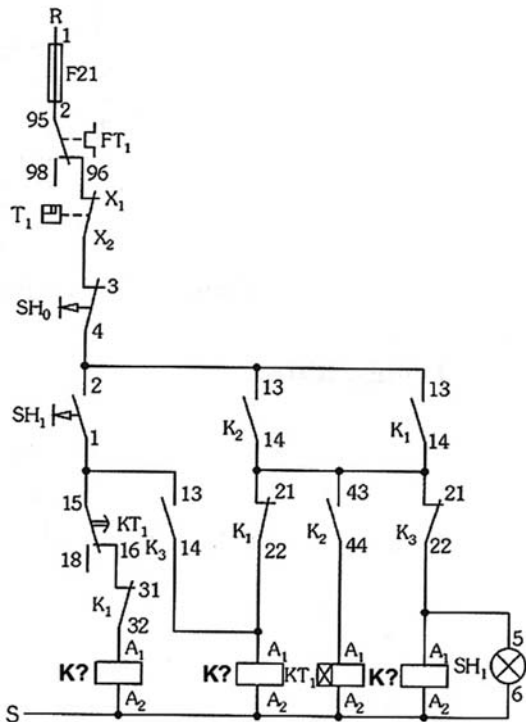 R
1
F21
2
95
FT₁
98 96
X₁
T₁
X₂
3
SH₀
4
2 13 13
SH₁ K₂ K₁
1 14 14
15 13 21 43 21
KT₁ K₁ K₂ K₃
18 16 K₃ 14 22 44 22
K₁ 31
32
A₁ A₁ A₁ A₁ 5
K? K? KT₁ K? SH₁
A₂ A₂ A₂ A₂ 6
S